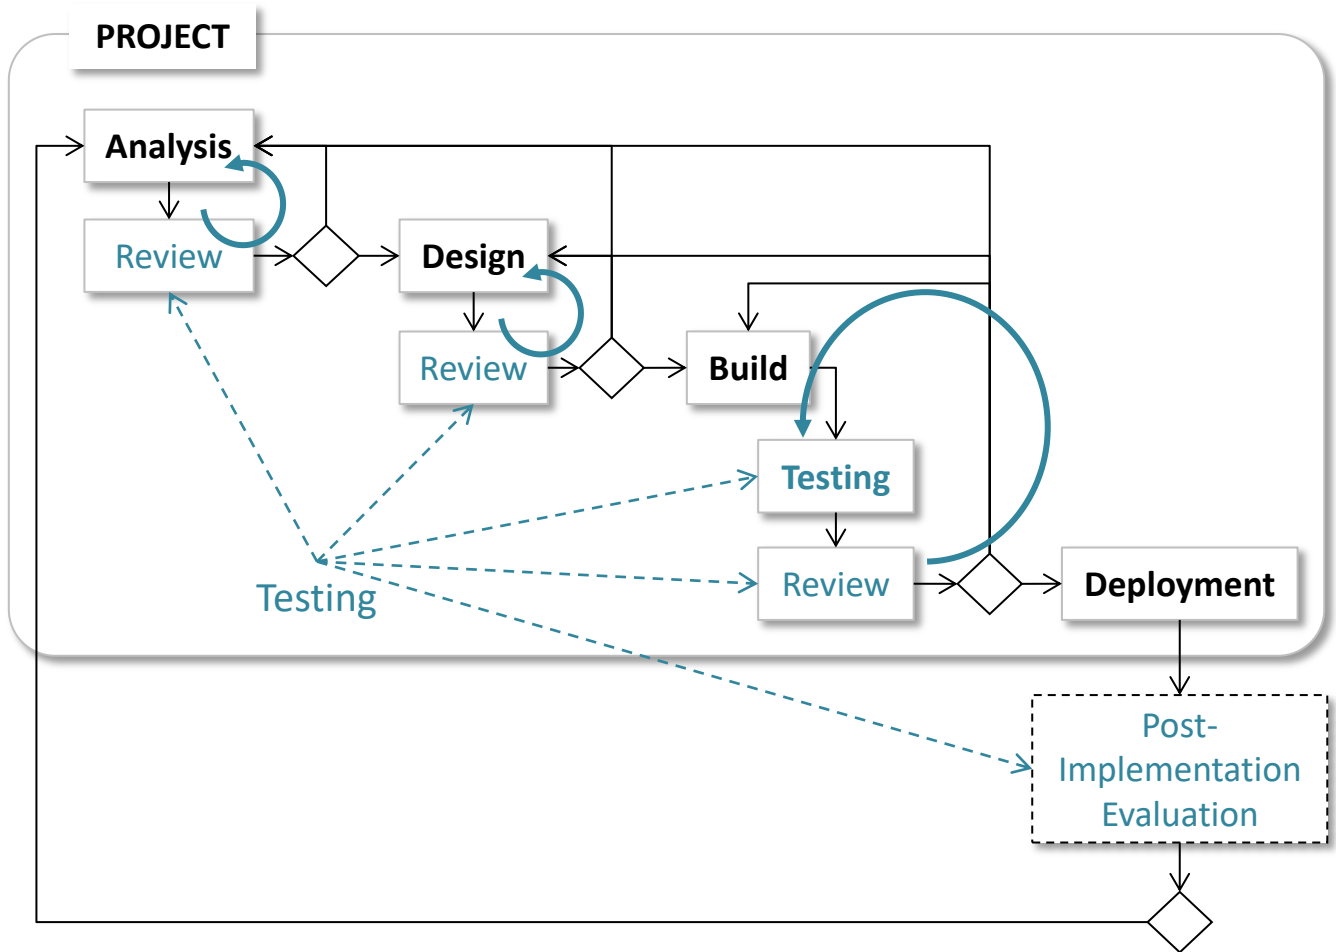 PROJECT
Analysis
Review
Design
Review
Build
Testing
Review
Testing
Deployment
Post-
Implementation
Evaluation